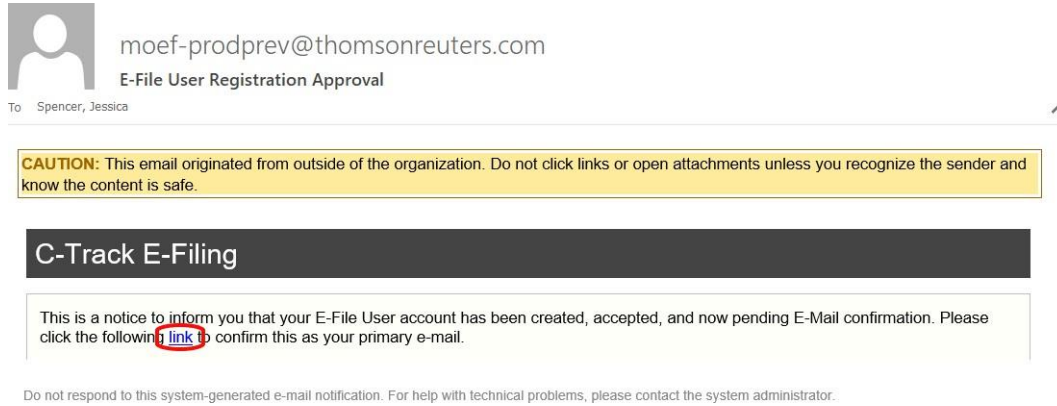 moef-prodprev@thomsonreuters.com
E-File User Registration Approval
To Spencer, Jessica
CAUTION: This email originated from outside of the organization. Do not click links or open attachments unless you recognize the sender and
know the content is safe.
C-Track E-Filing
This is a notice to inform you that your E-File User account has been created, accepted, and now pending E-Mail confirmation. Please
click the following link to confirm this as your primary e-mail.
Do not respond to this system-generated e-mail notification. For help with technical problems, please contact the system administrator.